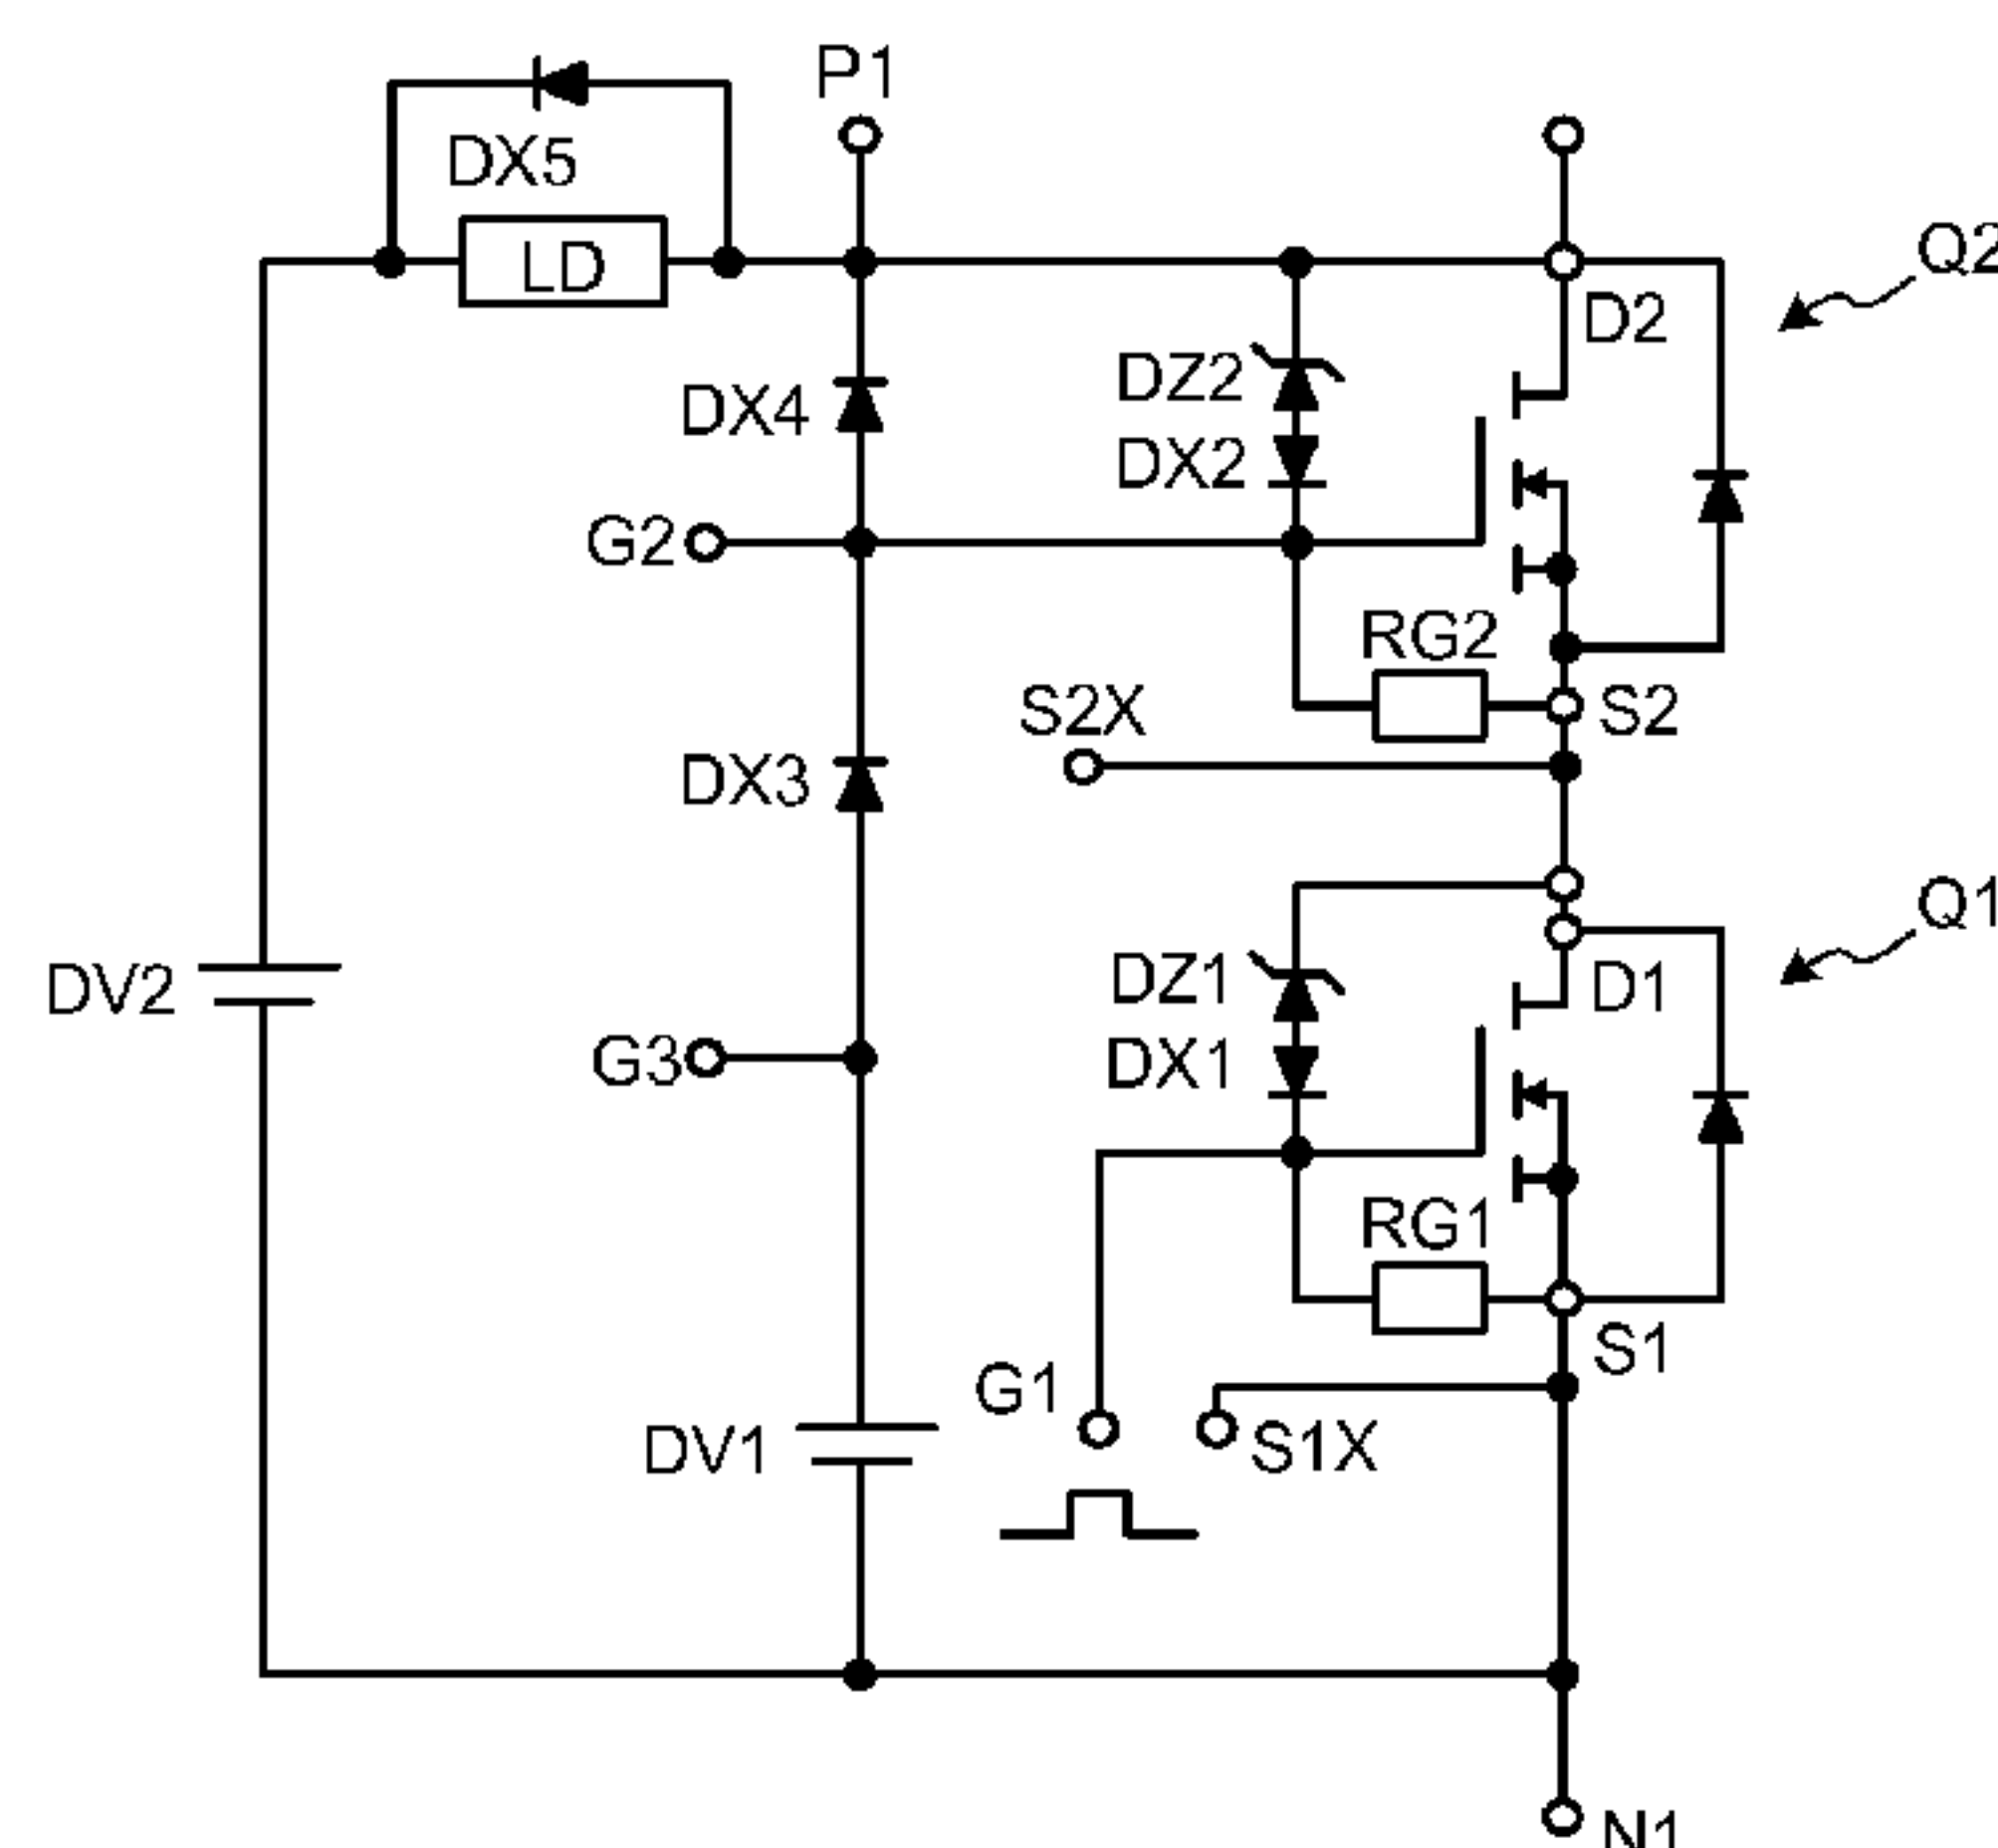 P1
DX5
LD
Q2
D2
DZ2
DX4
DX2
G2
RG2
S2X
S2
DX3
Q1
DZ1
D1
DV2
G3
DX1
RG1
S1
G1
DV1
S1X
N1